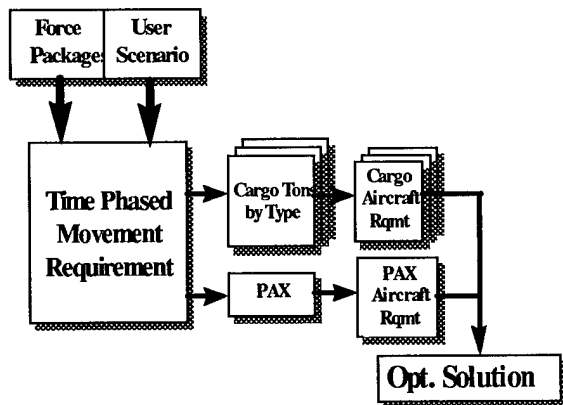 Force
Packages
User
Scenario
Time Phased
Movement
Requirement
Cargo Tons
by Type
Cargo
Aircraft
Rqmt
PAX
PAX
Aircraft
Rqmt
Opt. Solution